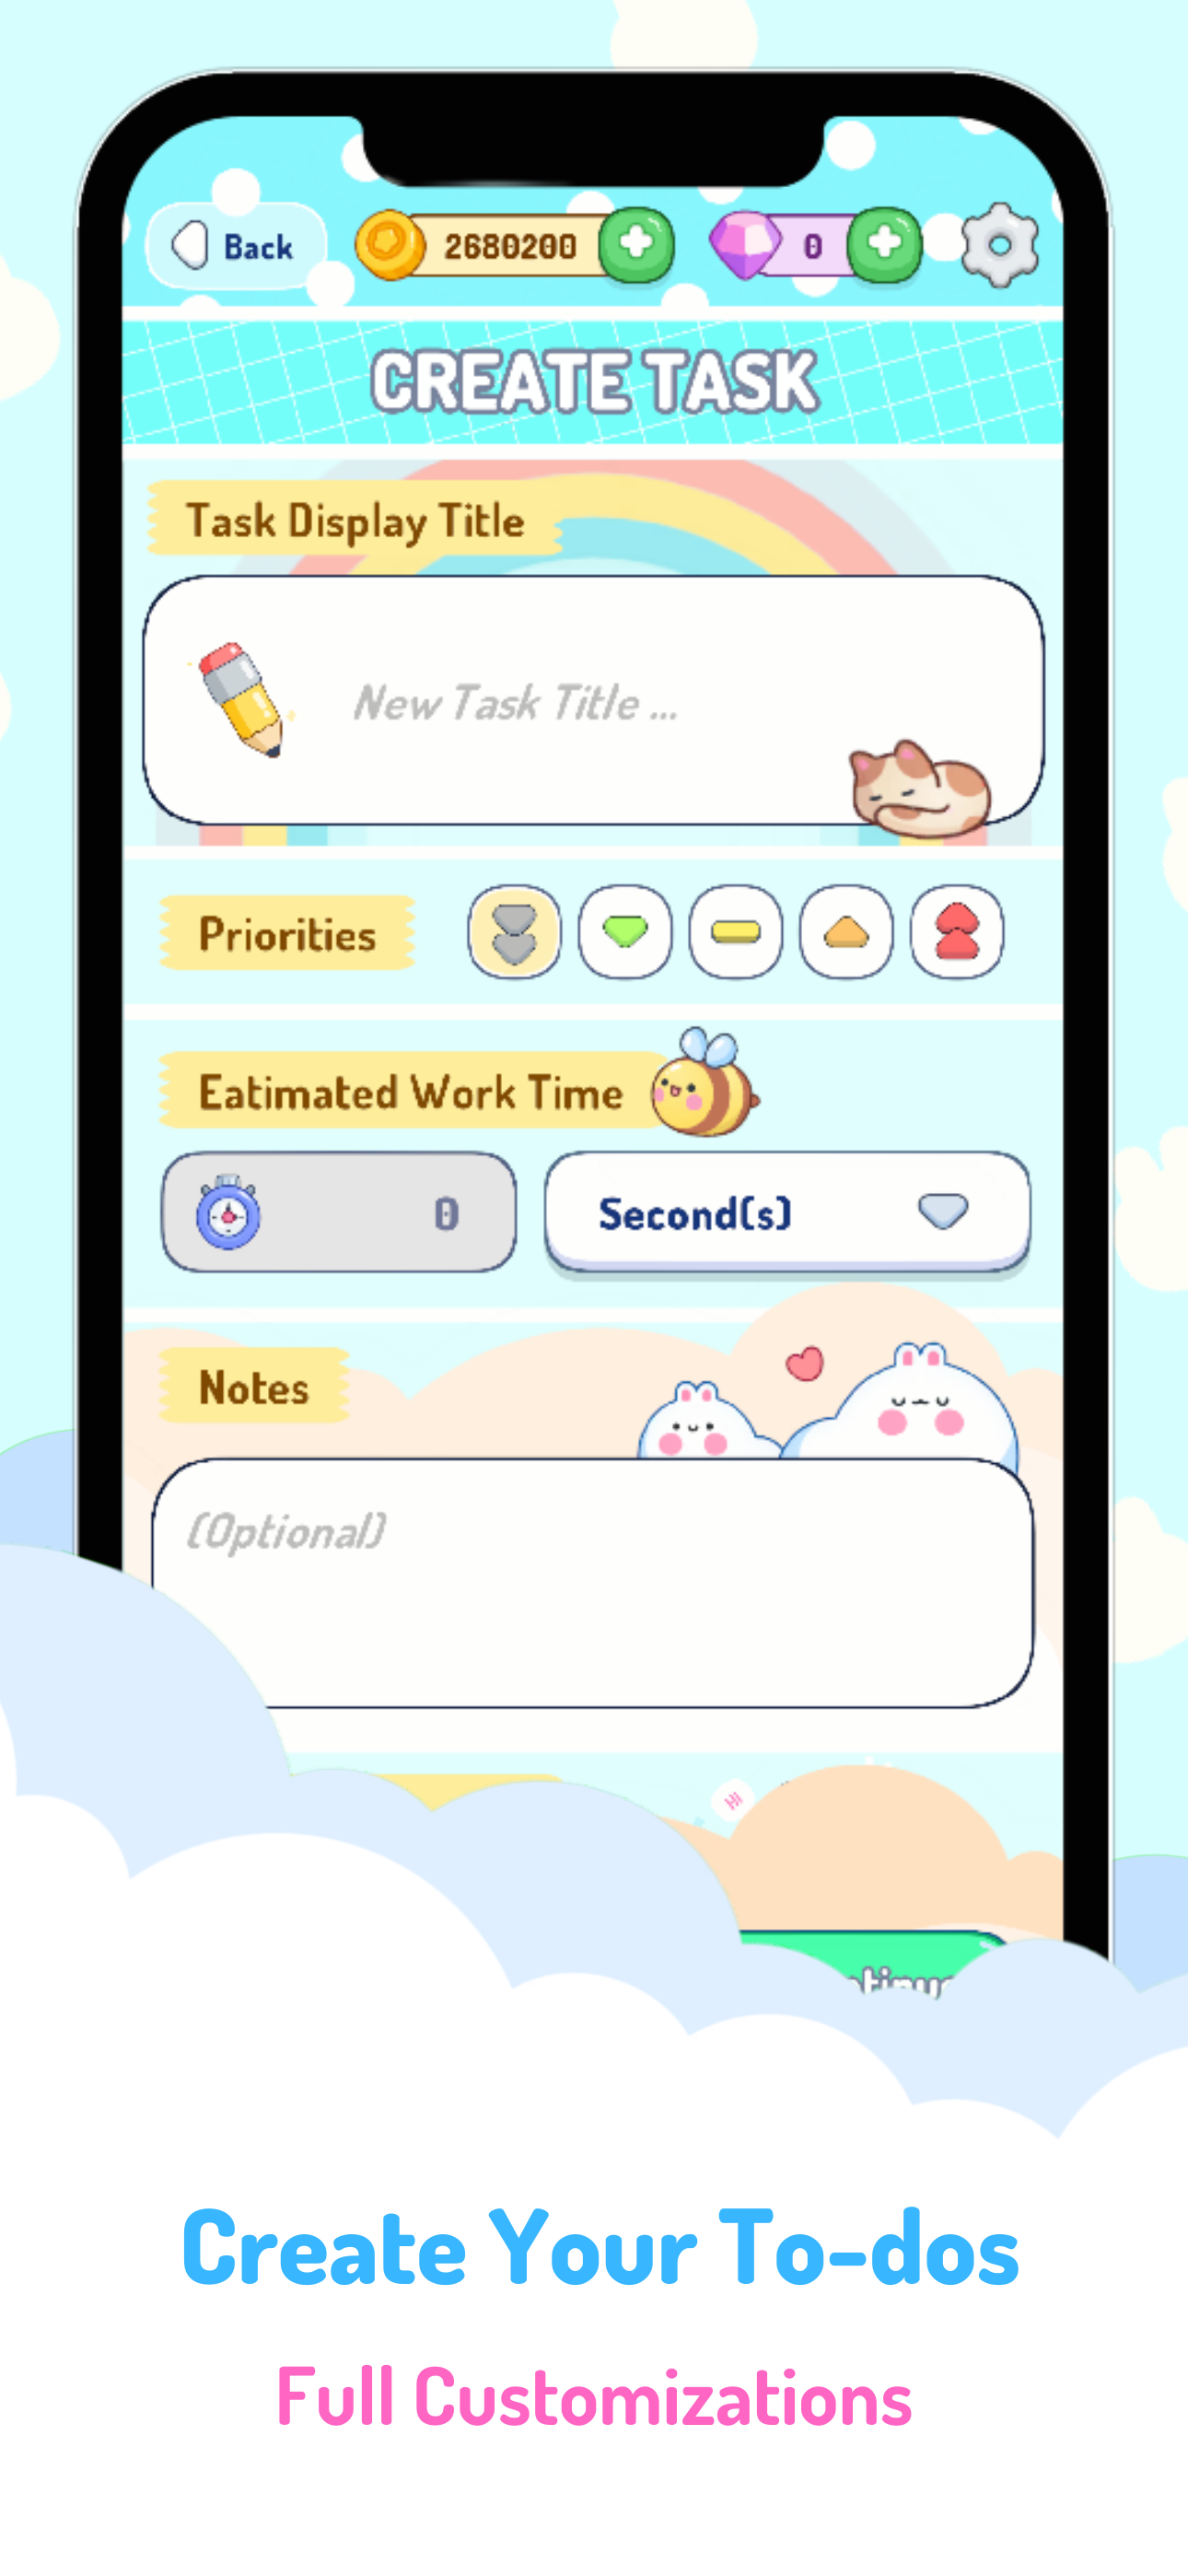 Back 2680200 0
CREATE TASK
Task Display Title
New Task Title ...
Priorities
Eatimated Work Time
0 Second(s)
Notes
(Optional)
Hi
Create Your To-dos
Full Customizations